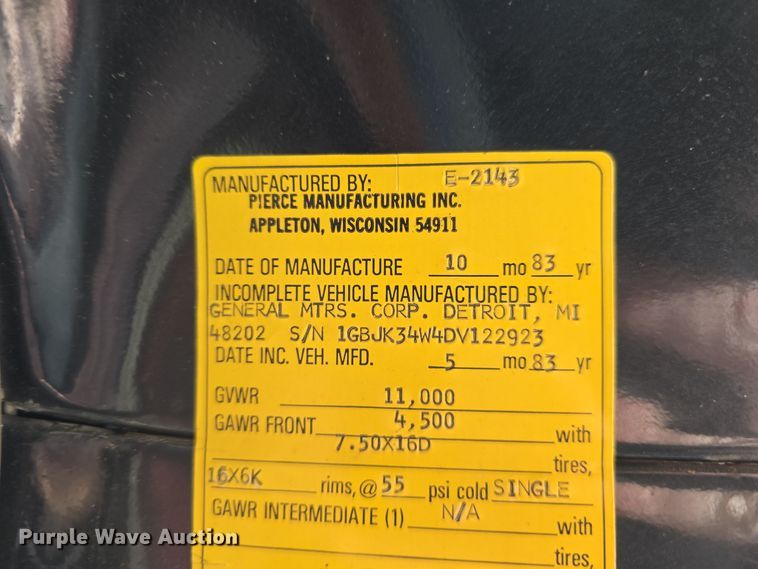 MANUFACTURED BY: E-2143
PIERCE MANUFACTURING INC.
APPLETON, WISCONSIN 54911
DATE OF MANUFACTURE 10 mo 83 yr
INCOMPLETE VEHICLE MANUFACTURED BY:
GENERAL MTRS. CORP. DETROIT, MI
48202 S/N 1GBJK34W4DV122923
DATE INC. VEH. MFD. 5 mo 83 yr
GVWR 11,000
GAWR FRONT 4,500 with
7.50X16D tires,
16X6K rims, @ 55 psi cold SINGLE
GAWR INTERMEDIATE (1) N/A with
tires,
Purple Wave Auction